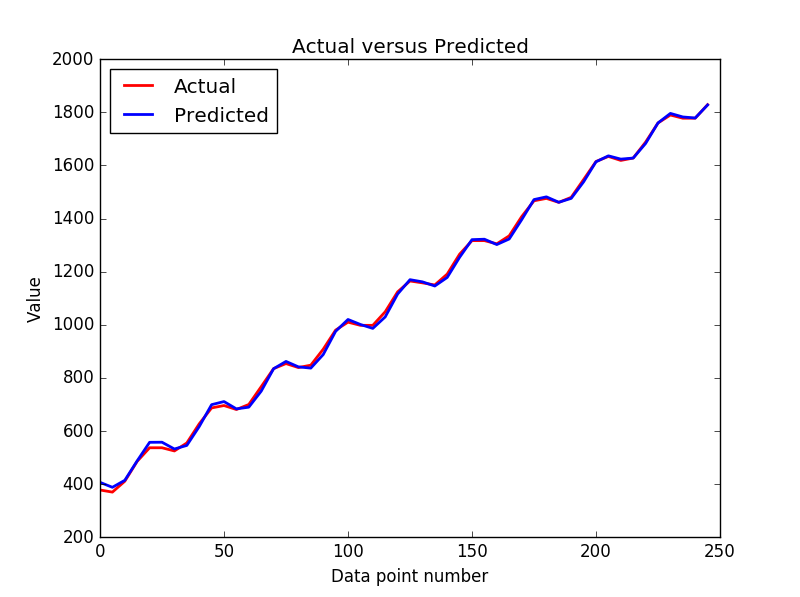 Actual versus Predicted
2000
1800
1600
1400
1200
1000
800
600
400
200
Value
Actual
Predicted
0 50 100 150 200 250
Data point number